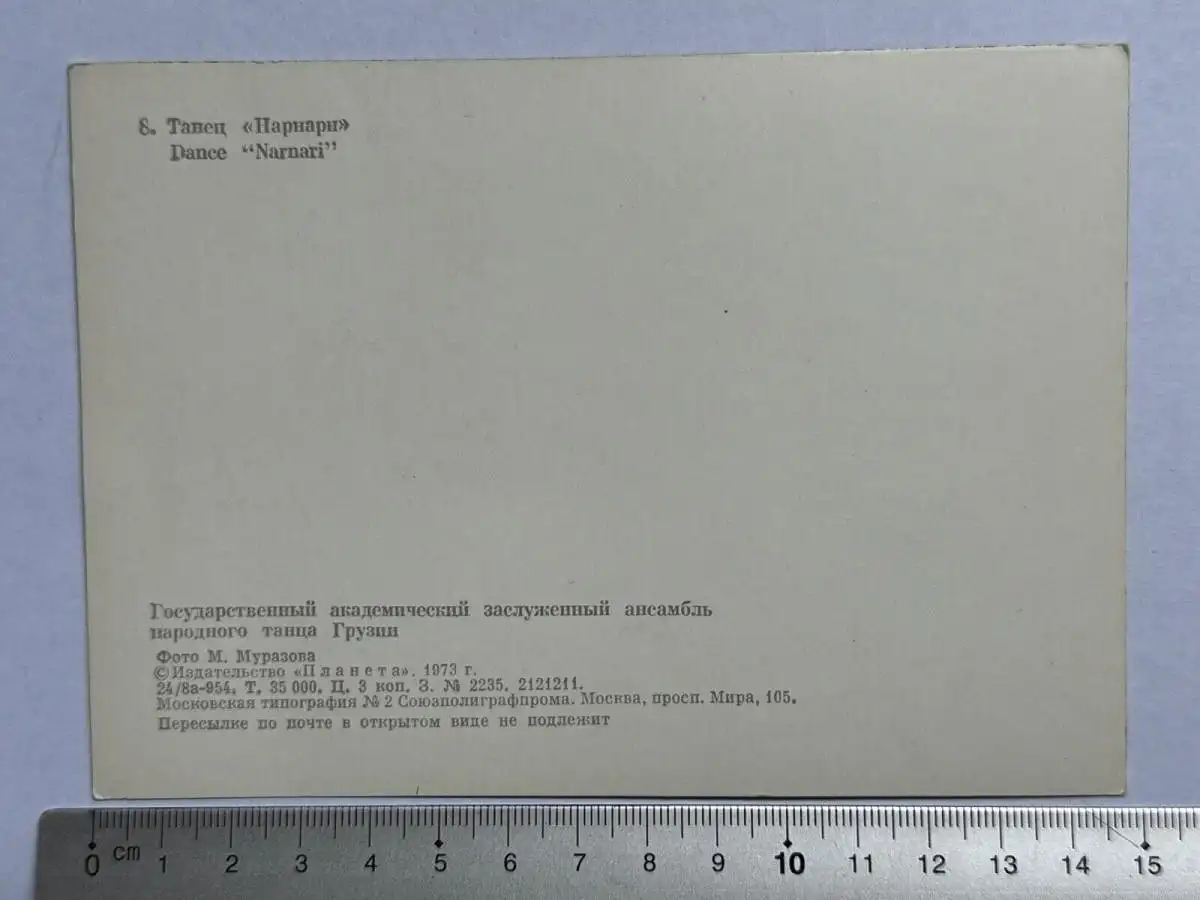 8. Танец «Нарнари»
Dance “Narnari”
Государственный академический заслуженный ансамбль
народного танца Грузии
Фото М. Муразова
© Издательство «Планета». 1973 г.
24/8а-954. Т. 35 000. Ц. 3 коп. З. № 2235. 2121211.
Московская типография № 2 Союзполиграфпрома. Москва, просп. Мира, 105.
Пересылке по почте в открытом виде не подлежит
0 cm 1 2 3 4 5 6 7 8 9 10 11 12 13 14 15